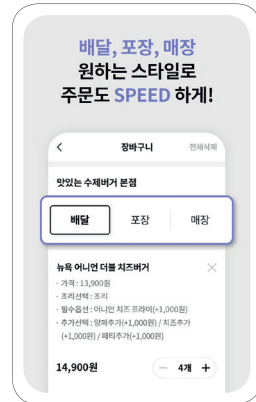 배달, 포장, 매장
원하는 스타일로
주문도 SPEED 하게!
장바구니 전체삭제
맛있는 수제버거 본점
배달 포장 매장
뉴욕 어니언 더블 치즈버거
· 가격 : 13,900원
· 조리선택 : 조리
· 필수옵션 : 어니언 치즈 프라이(+1,000원)
· 추가선택 : 양파추가(+1,000원) / 치즈추가
(+1,000원) / 패티추가(+1,000원)
14,900원 － 4개 +